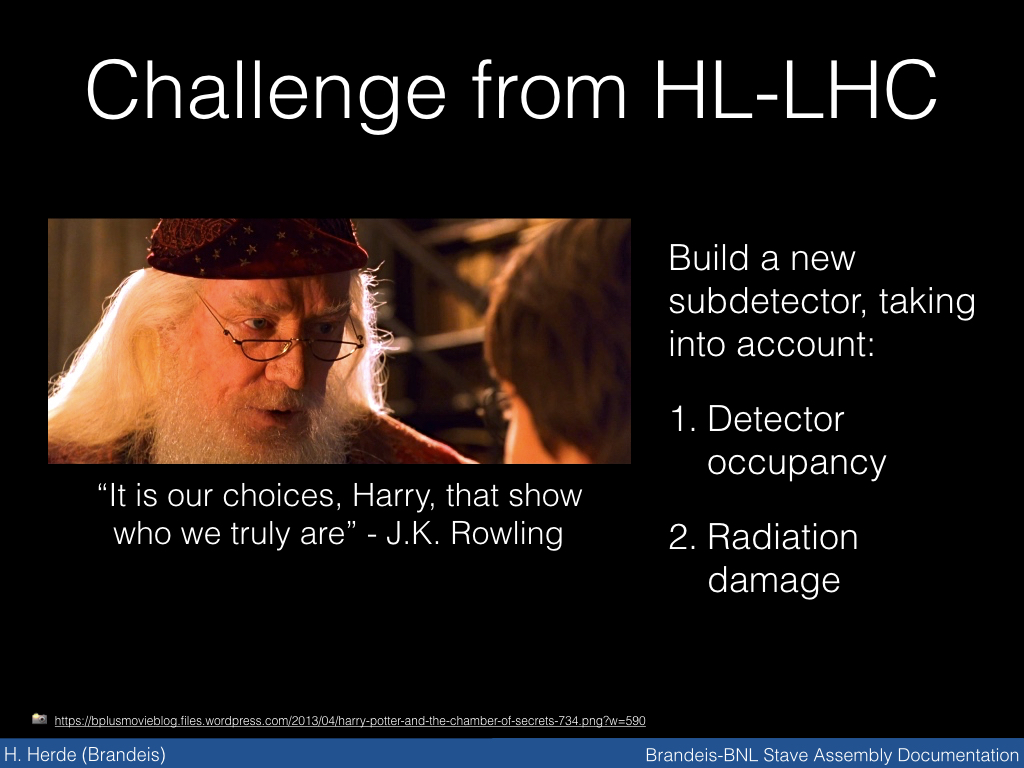 Challenge from HL-LHC
Build a new
subdetector, taking
into account:
1. Detector
occupancy
2. Radiation
damage
“It is our choices, Harry, that show
who we truly are” - J.K. Rowling
https://bplusmovieblog.files.wordpress.com/2013/04/harry-potter-and-the-chamber-of-secrets-734.png?w=590
H. Herde (Brandeis)
Brandeis-BNL Stave Assembly Documentation